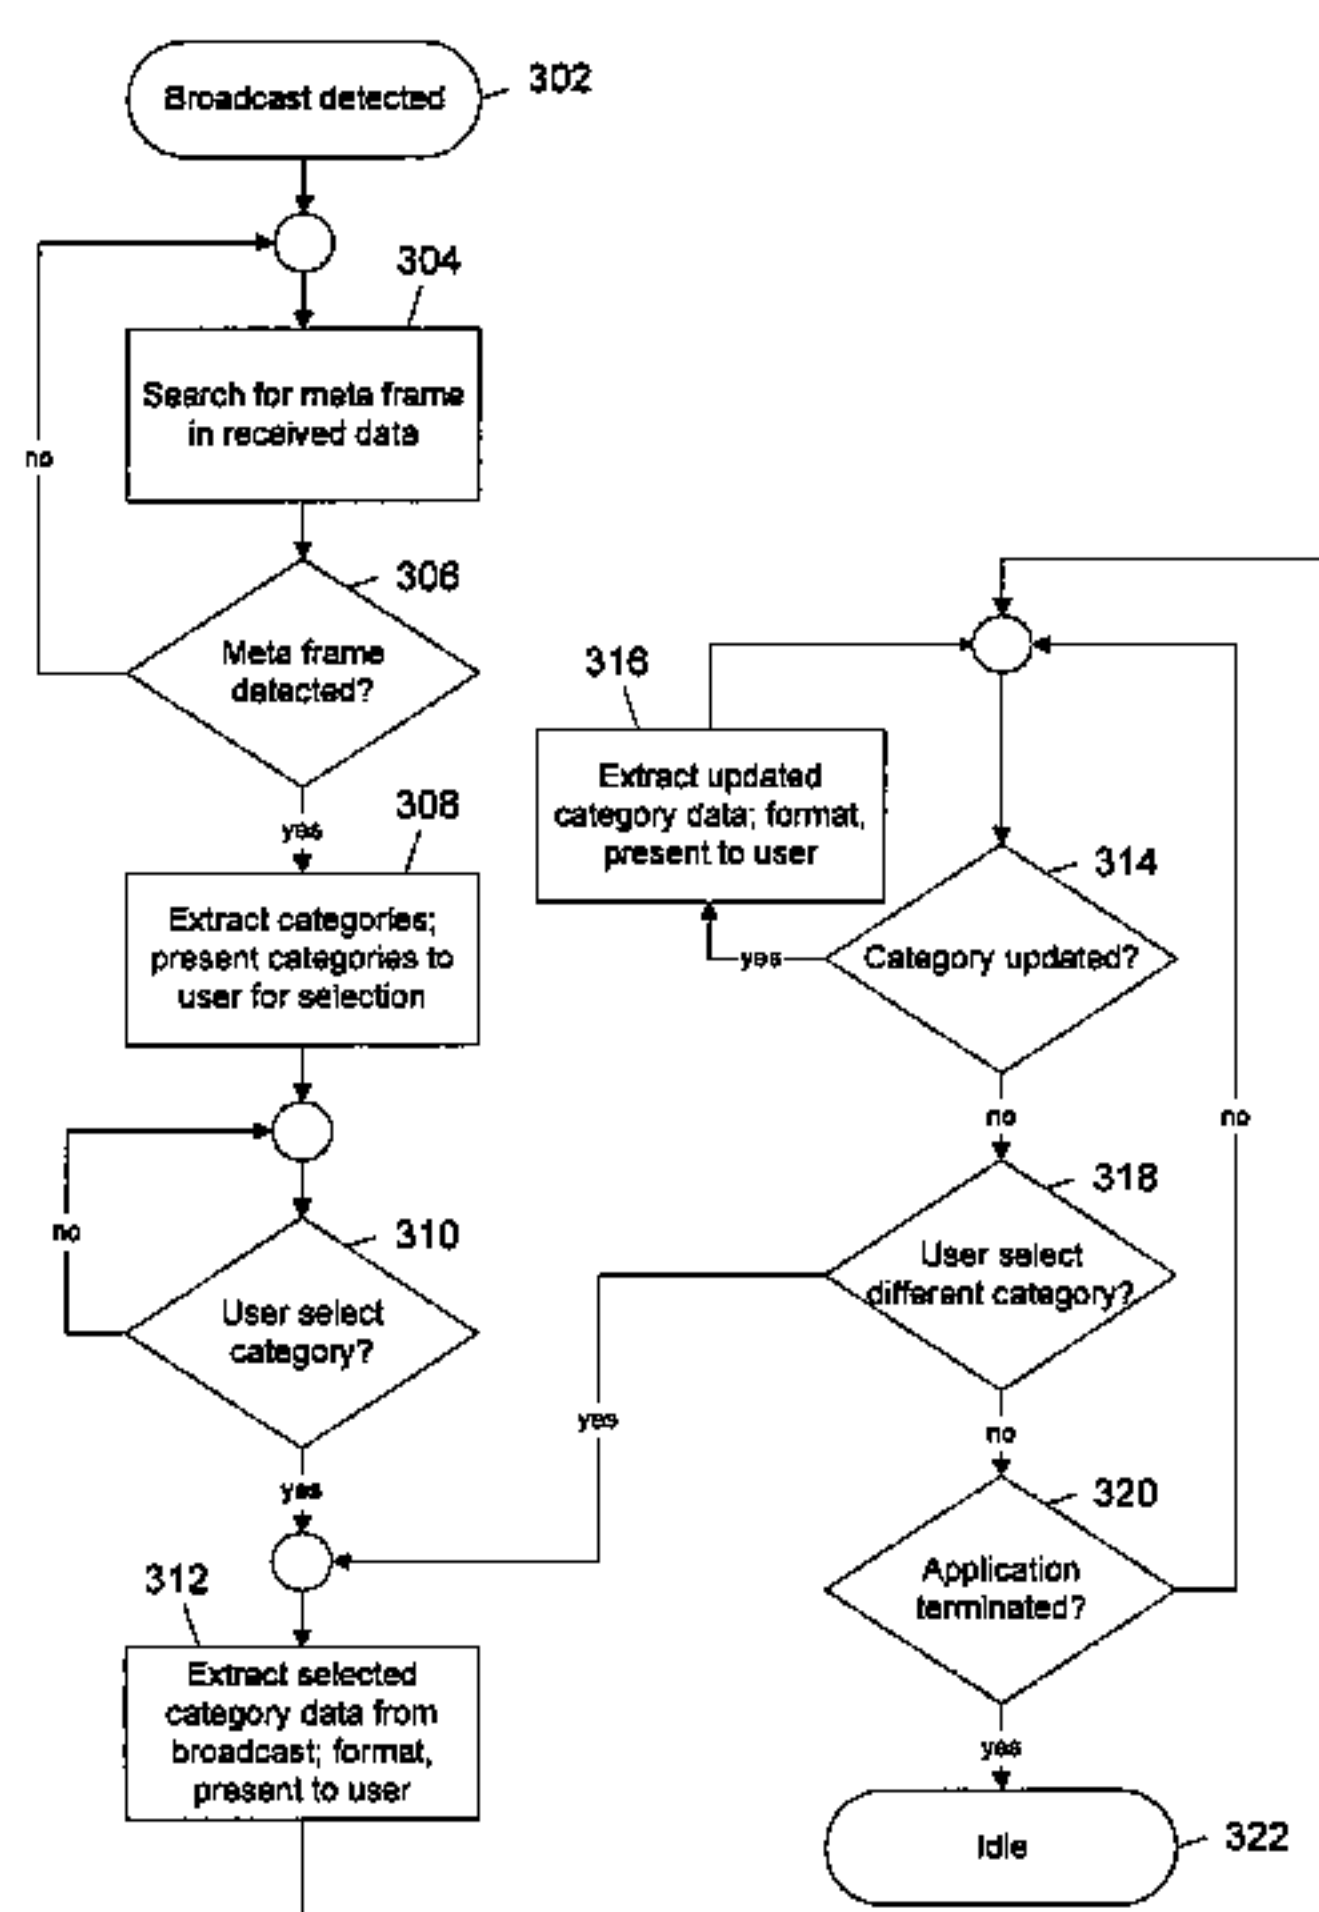 Broadcast detected
302
304
Search for meta frame
in received data
no
306
Meta frame
detected?
yes
308
Extract categories;
present categories to
user for selection
no
310
User select
category?
yes
312
Extract selected
category data from
broadcast; format,
present to user
316
Extract updated
category data; format,
present to user
314
yes
Category updated?
no
no
318
User select
different category?
yes
no
320
Application
terminated?
yes
Idle
322